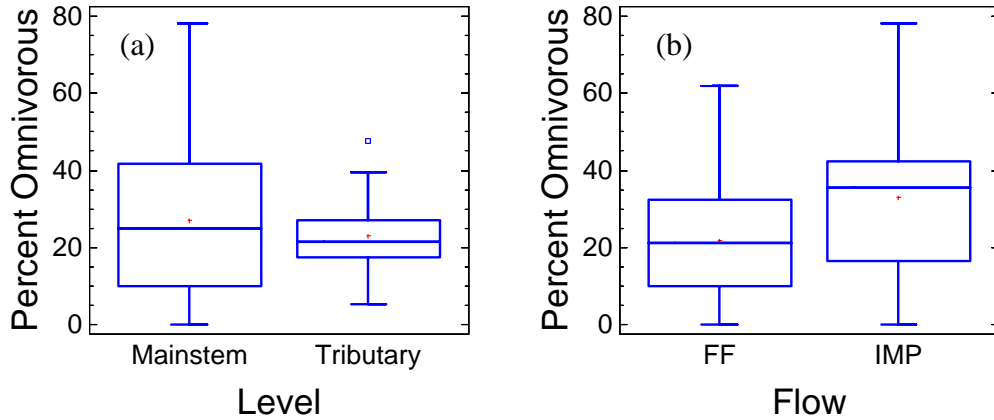 (a)
Percent Omnivorous
80
60
40
20
0
Mainstem Tributary
Level
(b)
Percent Omnivorous
80
60
40
20
0
FF IMP
Flow